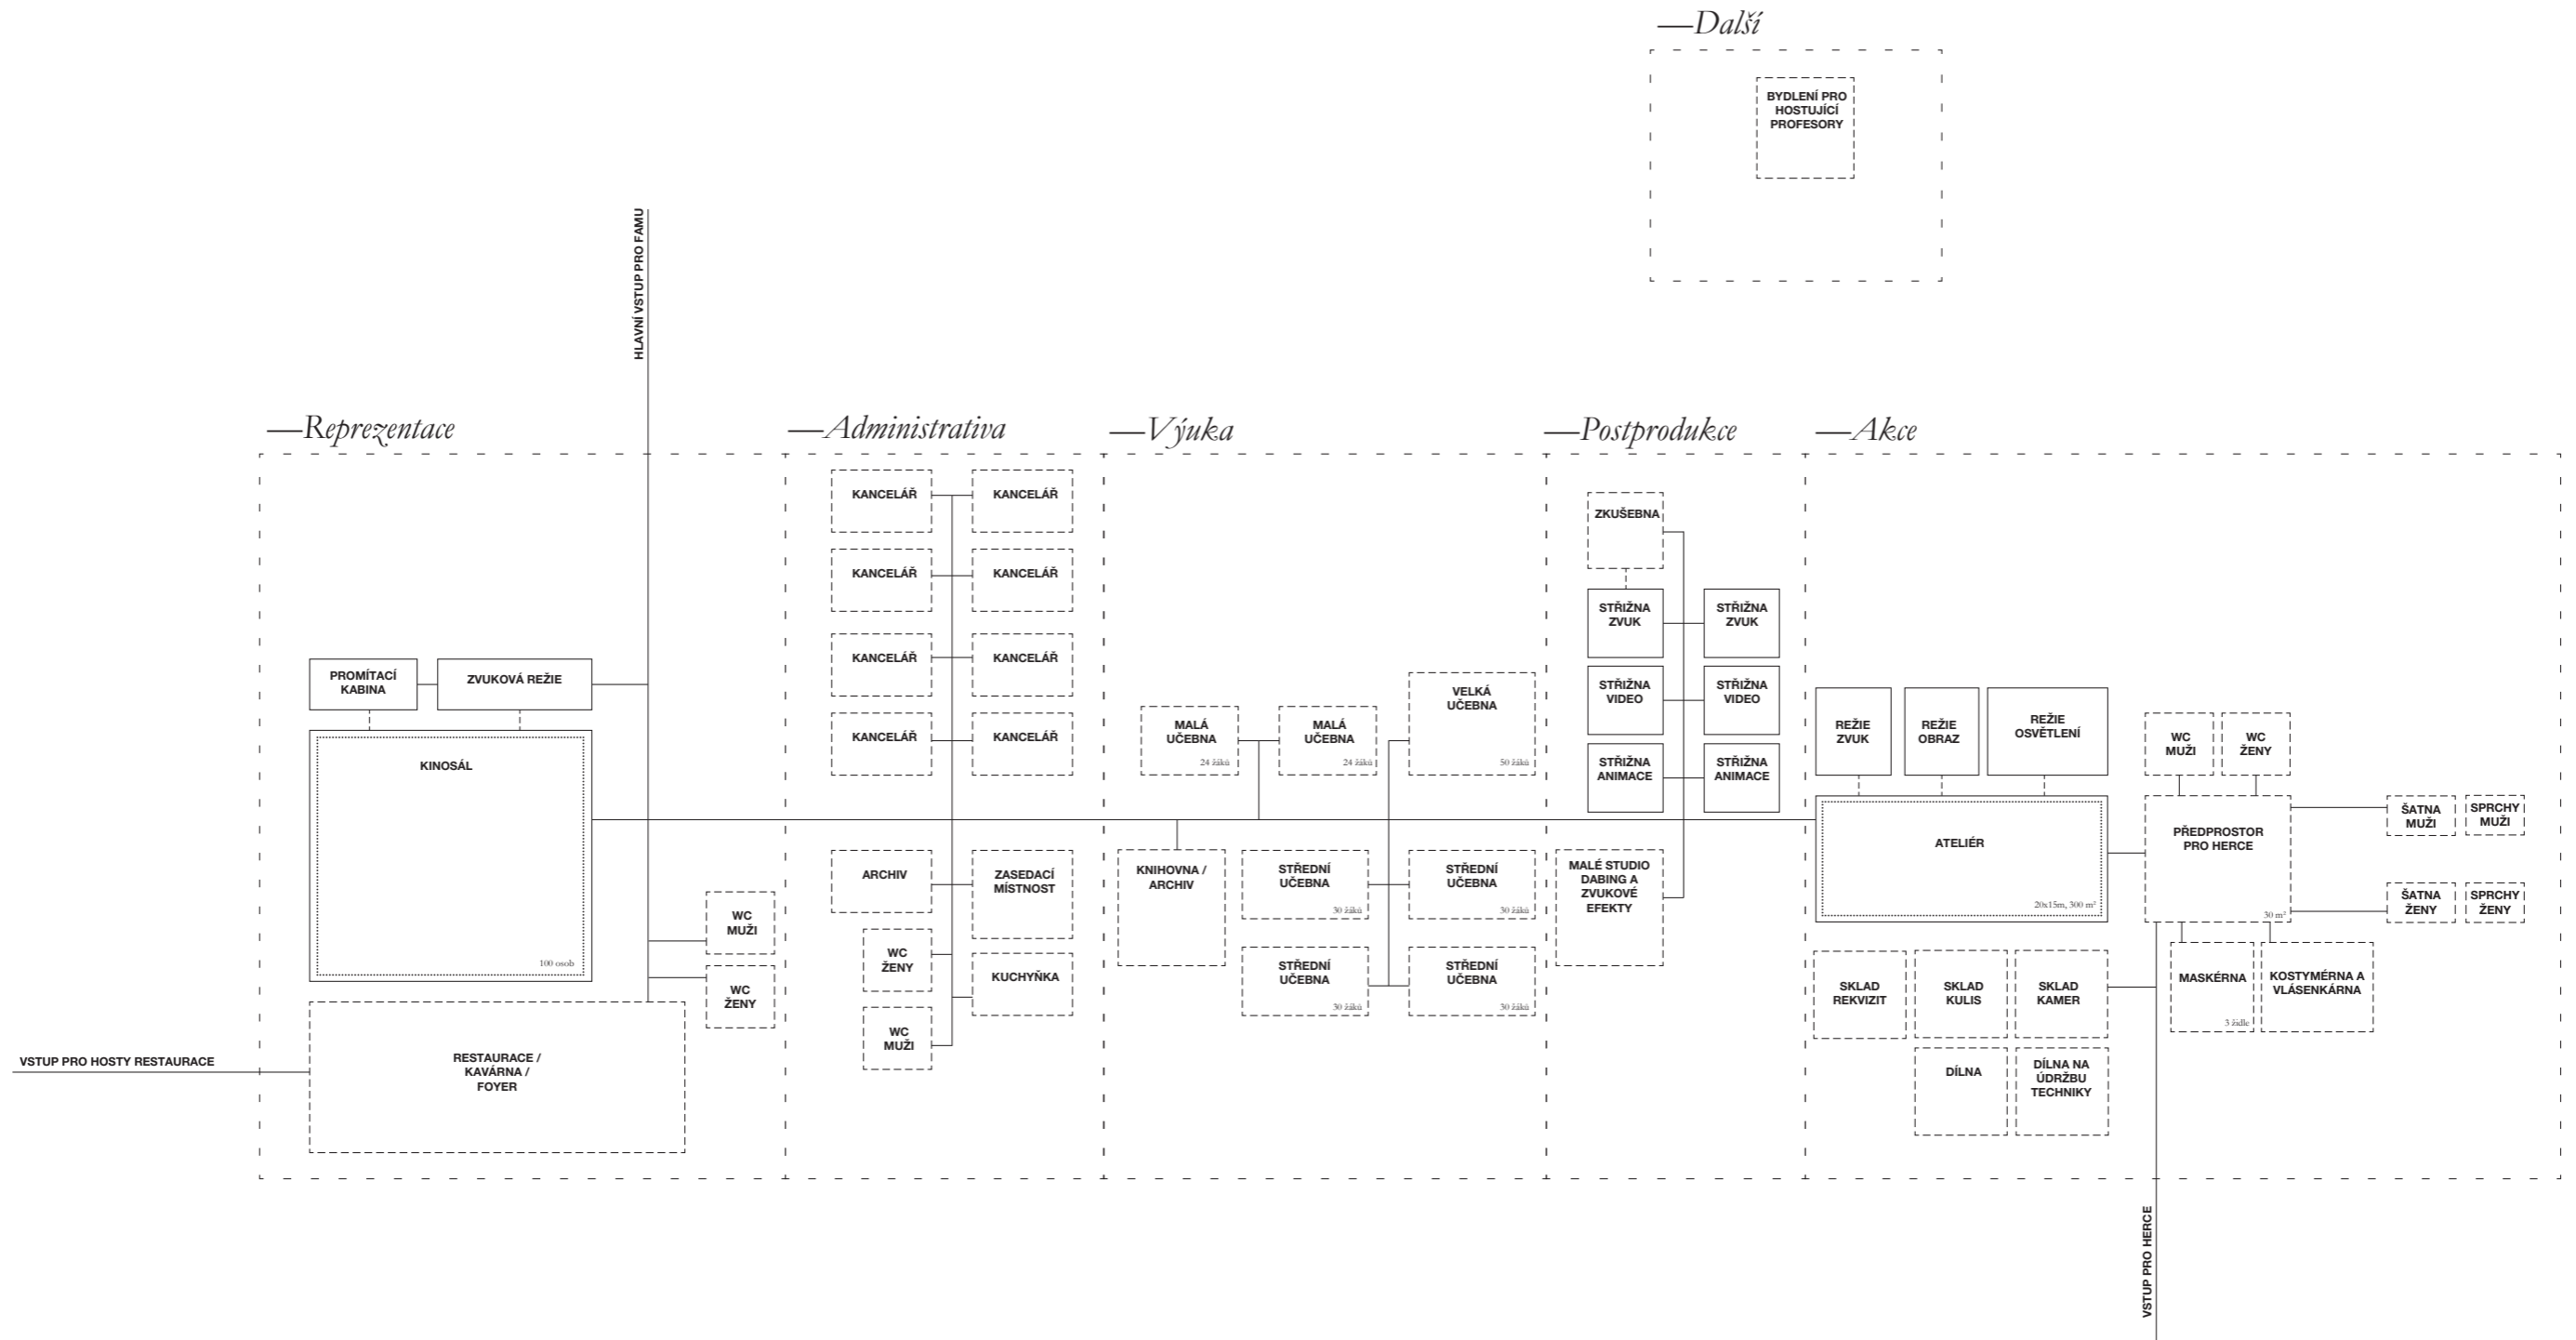 —Další
BYDLENÍ PRO
HOSTUJÍCÍ
PROFESORY
HLAVNÍ VSTUP PRO FAMU
—Reprezentace
PROMÍTACÍ
KABINA
ZVUKOVÁ REŽIE
KINOSÁL
100 osob
WC
MUŽI
WC
ŽENY
RESTAURACE /
KAVÁRNA /
FOYER
VSTUP PRO HOSTY RESTAURACE
—Administrativa
KANCELÁŘ
KANCELÁŘ
KANCELÁŘ
KANCELÁŘ
KANCELÁŘ
KANCELÁŘ
KANCELÁŘ
KANCELÁŘ
ARCHIV
ZASEDACÍ
MÍSTNOST
WC
ŽENY
KUCHYŇKA
WC
MUŽI
—Výuka
MALÁ
UČEBNA
24 žáků
MALÁ
UČEBNA
24 žáků
VELKÁ
UČEBNA
50 žáků
KNIHOVNA /
ARCHIV
STŘEDNÍ
UČEBNA
30 žáků
STŘEDNÍ
UČEBNA
30 žáků
STŘEDNÍ
UČEBNA
30 žáků
STŘEDNÍ
UČEBNA
30 žáků
—Postprodukce
ZKUŠEBNA
STŘIŽNA
ZVUK
STŘIŽNA
ZVUK
STŘIŽNA
VIDEO
STŘIŽNA
VIDEO
STŘIŽNA
ANIMACE
STŘIŽNA
ANIMACE
MALÉ STUDIO
DABING A
ZVUKOVÉ
EFEKTY
—Akce
REŽIE
ZVUK
REŽIE
OBRAZ
REŽIE
OSVĚTLENÍ
WC
MUŽI
WC
ŽENY
ATELIÉR
20x15m, 300 m²
PŘEDPROSTOR
PRO HERCE
30 m²
ŠATNA
MUŽI
SPRCHY
MUŽI
ŠATNA
ŽENY
SPRCHY
ŽENY
SKLAD
REKVIZIT
SKLAD
KULIS
SKLAD
KAMER
MASKÉRNA
3 židle
KOSTYMÉRNA A
VLÁSENKÁRNA
DÍLNA
DÍLNA NA
ÚDRŽBU
TECHNIKY
VSTUP PRO HERCE